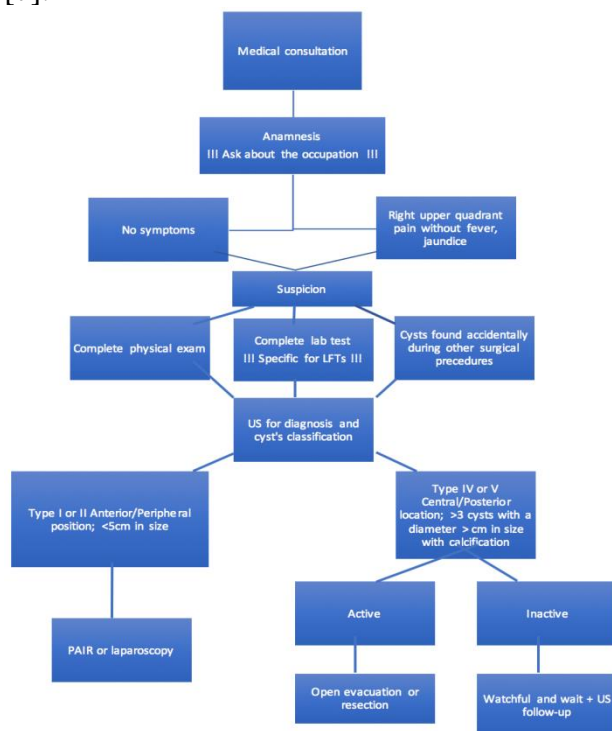 Medical consultation
Anamnesis
!!! Ask about the occupation !!!
No symptoms
Right upper quadrant
pain without fever,
jaundice
Suspicion
Complete physical exam
Complete lab test
!!! Specific for LFTs !!!
Cysts found accidentally
during other surgical
procedures
US for diagnosis and
cyst's classification
Type I or II Anterior/Peripheral
position; <5cm in size
Type IV or V
Central/Posterior
location; >3 cysts with a
diameter > cm in size
with calcification
PAIR or laparoscopy
Active
Inactive
Open evacuation or
resection
Watchful and wait + US
follow-up